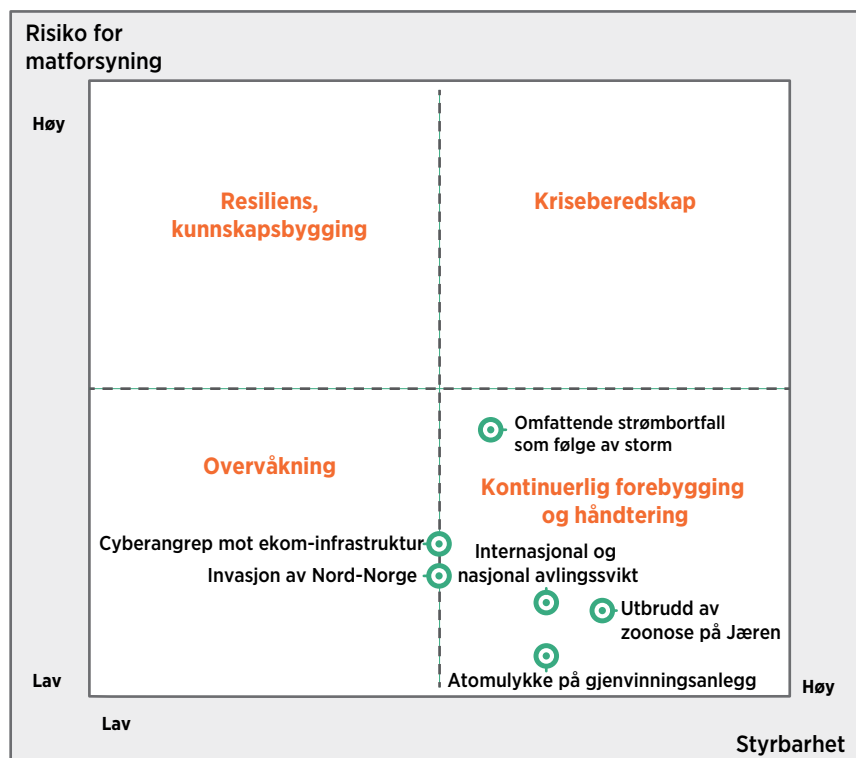 Risiko for
matforsyning
Høy
Resiliens,
kunnskapsbygging
Kriseberedskap
Omfattende strømbortfall
som følge av storm
Overvåkning
Kontinuerlig forebygging
og håndtering
Cyberangrep mot ekom-infrastruktur
Internasjonal og
nasjonal avlingssvikt
Invasjon av Nord-Norge
Utbrudd av
zoonose på Jæren
Atomulykke på gjenvinningsanlegg
Lav
Høy
Lav
Styrbarhet